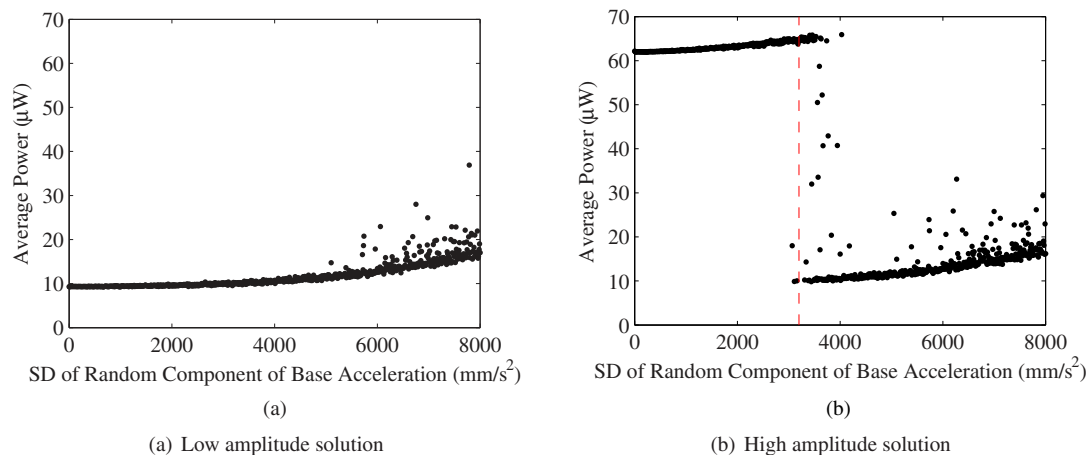 70
60
50
40
30
20
10
0
Average Power (μW)
0 2000 4000 6000 8000
SD of Random Component of Base Acceleration (mm/s²)
(a)
(a) Low amplitude solution
70
60
50
40
30
20
10
0
Average Power (μW)
0 2000 4000 6000 8000
SD of Random Component of Base Acceleration (mm/s²)
(b)
(b) High amplitude solution